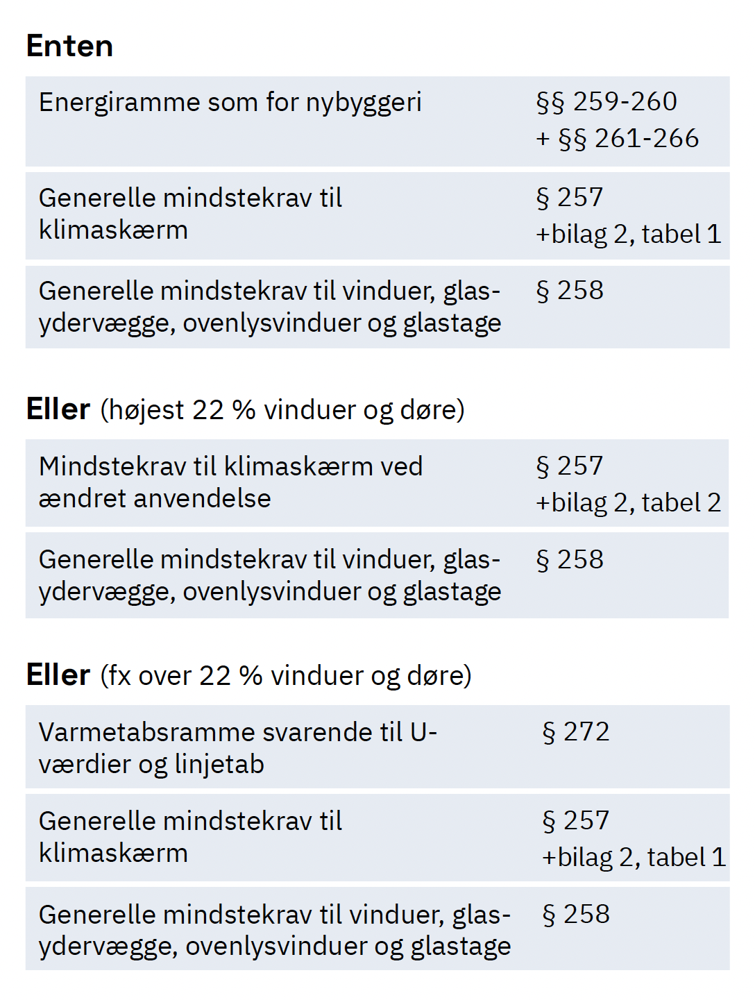 Enten
Energiramme som for nybyggeri §§ 259-260
+ §§ 261-266
Generelle mindstekrav til § 257
klimaskærm +bilag 2, tabel 1
Generelle mindstekrav til vinduer, glas- § 258
ydervægge, ovenlysvinduer og glastage
Eller (højest 22 % vinduer og døre)
Mindstekrav til klimaskærm ved § 257
ændret anvendelse +bilag 2, tabel 2
Generelle mindstekrav til vinduer, glas- § 258
ydervægge, ovenlysvinduer og glastage
Eller (fx over 22 % vinduer og døre)
Varmetabsramme svarende til U- § 272
værdier og linjetab
Generelle mindstekrav til § 257
klimaskærm +bilag 2, tabel 1
Generelle mindstekrav til vinduer, glas- § 258
ydervægge, ovenlysvinduer og glastage